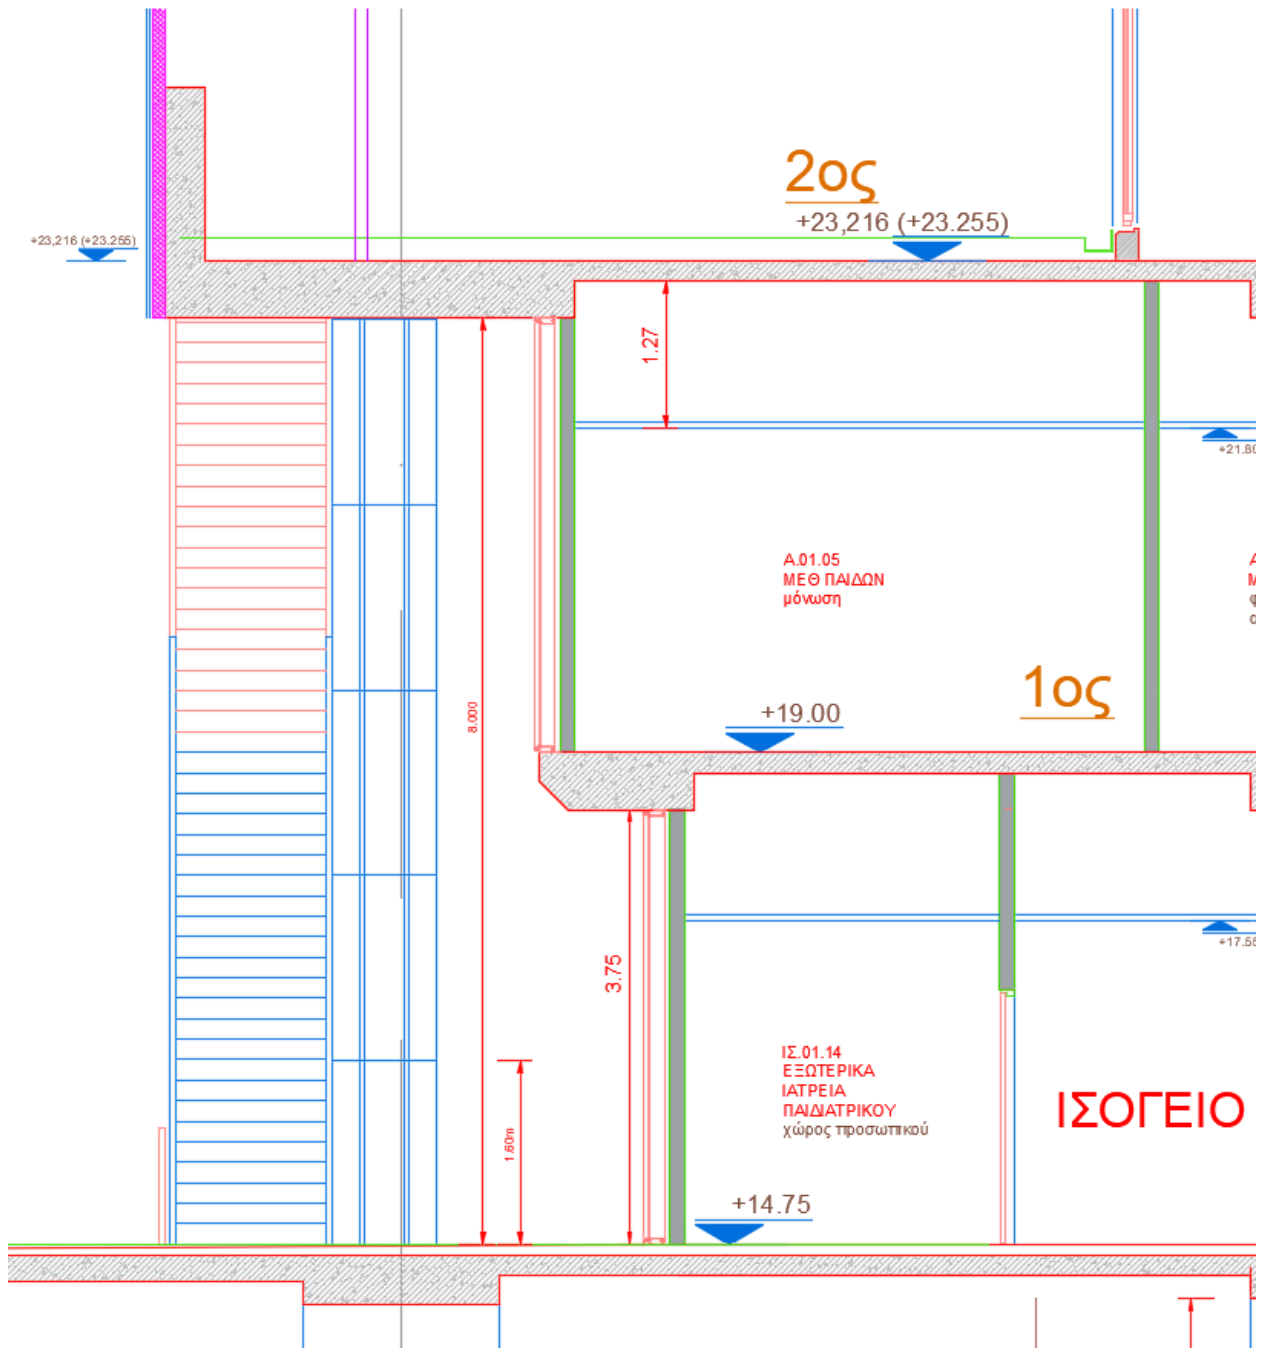 2ος
+23,216 (+23.255)
+23,216 (+23.255)
1.27
+21.80
A.01.05
ΜΕΘ ΠΑΙΔΩΝ
μόνωση
1ος
+19.00
8.000
3.75
+17.55
ΙΣ.01.14
ΕΞΩΤΕΡΙΚΑ
ΙΑΤΡΕΙΑ
ΠΑΙΔΙΑΤΡΙΚΟΥ
χώρος προσωπικού
ΙΣΟΓΕΙΟ
1.60m
+14.75